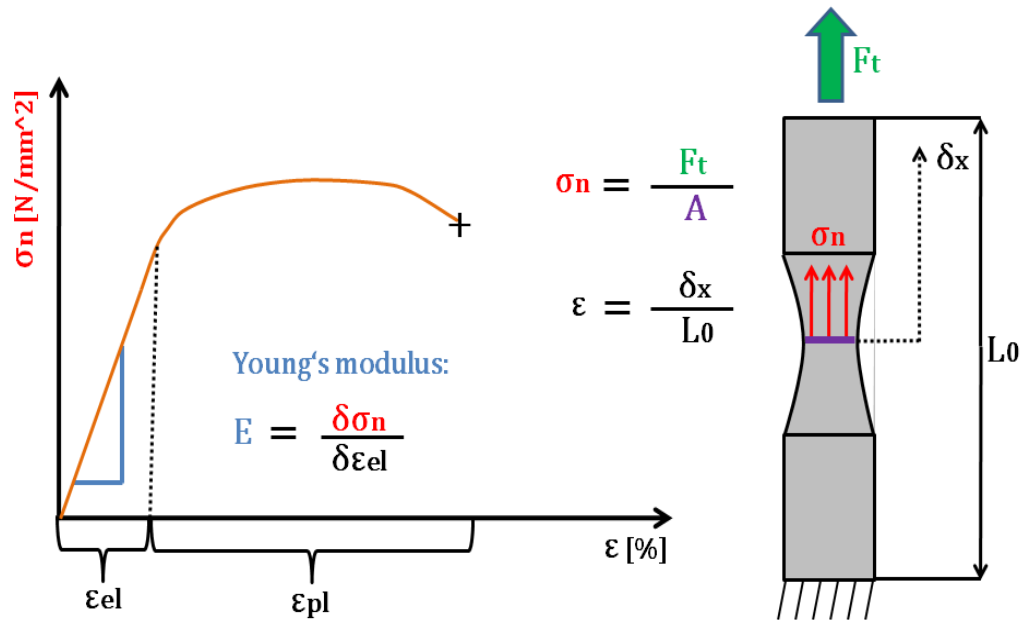 σn [N/mm^2]
Young's modulus:
E = δσn / δεel
ε [%]
εel
εpl
σn = Ft / A
ε = δx / L0
Ft
δx
σn
L0